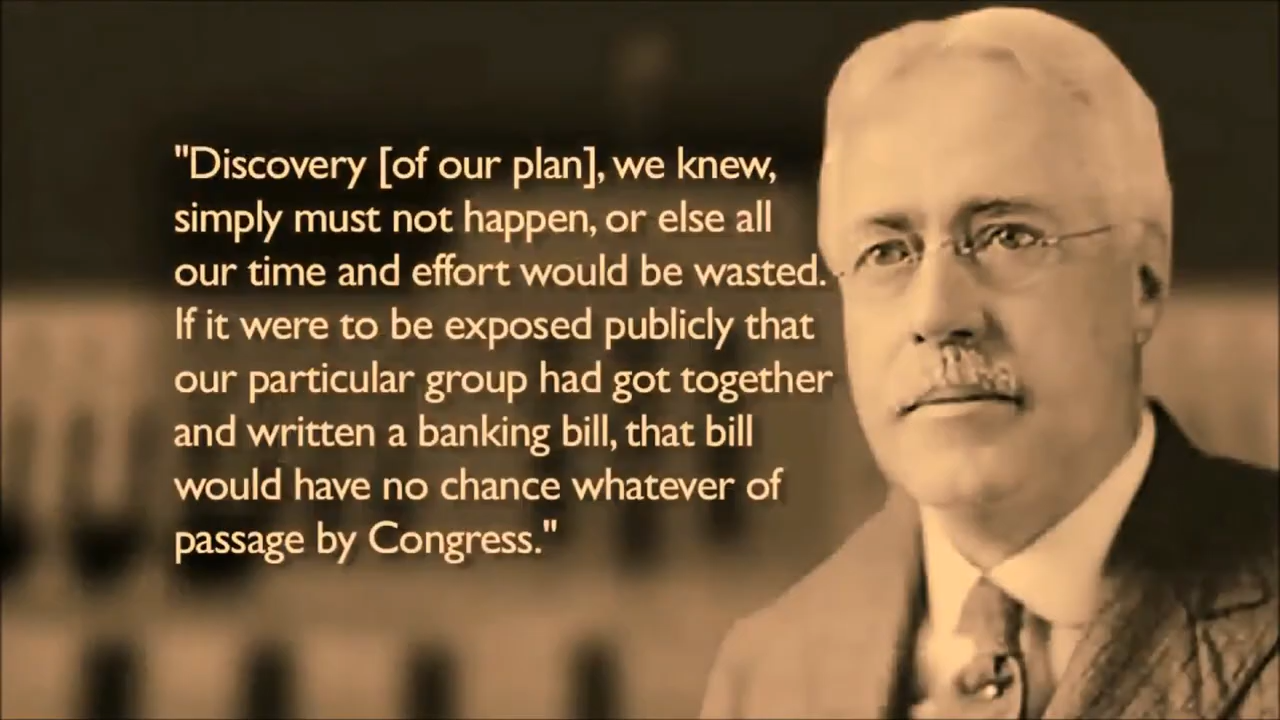 "Discovery [of our plan], we knew,
simply must not happen, or else all
our time and effort would be wasted.
If it were to be exposed publicly that
our particular group had got together
and written a banking bill, that bill
would have no chance whatever of
passage by Congress."